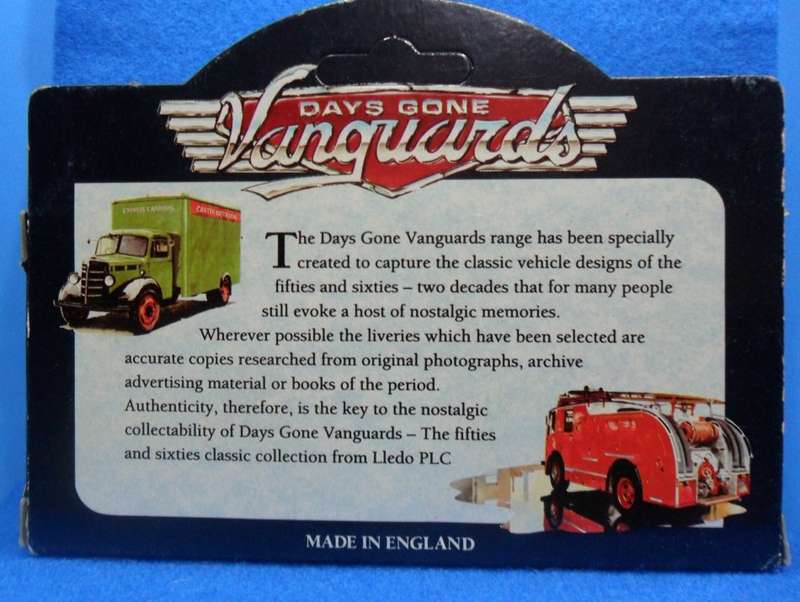 DAYS GONE
Vanguards
EXPRESS CARRIERS
The Days Gone Vanguards range has been specially
created to capture the classic vehicle designs of the
fifties and sixties – two decades that for many people
still evoke a host of nostalgic memories.
Wherever possible the liveries which have been selected are
accurate copies researched from original photographs, archive
advertising material or books of the period.
Authenticity, therefore, is the key to the nostalgic
collectability of Days Gone Vanguards – The fifties
and sixties classic collection from Lledo PLC
MADE IN ENGLAND